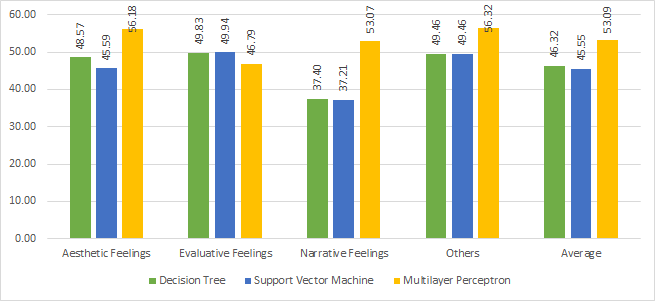 60.00
50.00
40.00
30.00
20.00
10.00
0.00
48.57
45.59
56.18
49.83
49.94
46.79
37.40
37.21
53.07
49.46
49.46
56.32
46.32
45.55
53.09
Aesthetic Feelings
Evaluative Feelings
Narrative Feelings
Others
Average
Decision Tree
Support Vector Machine
Multilayer Perceptron